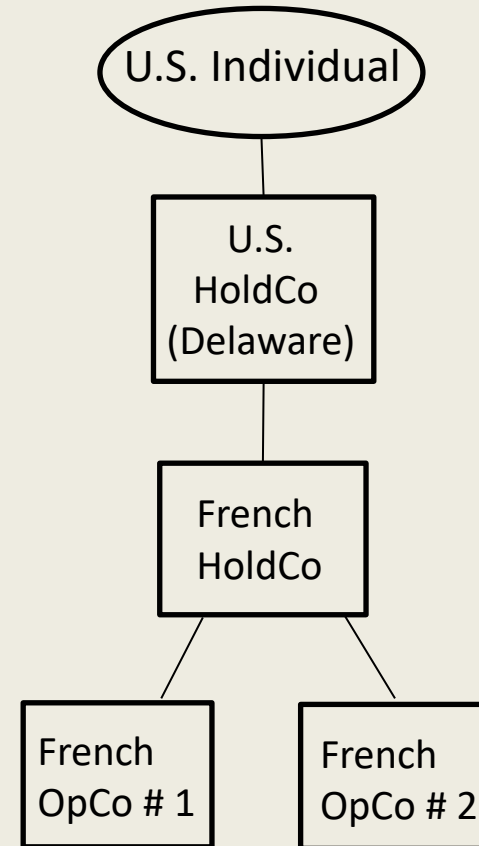 U.S. Individual
U.S.
HoldCo
(Delaware)
French
HoldCo
French
OpCo # 1
French
OpCo # 2